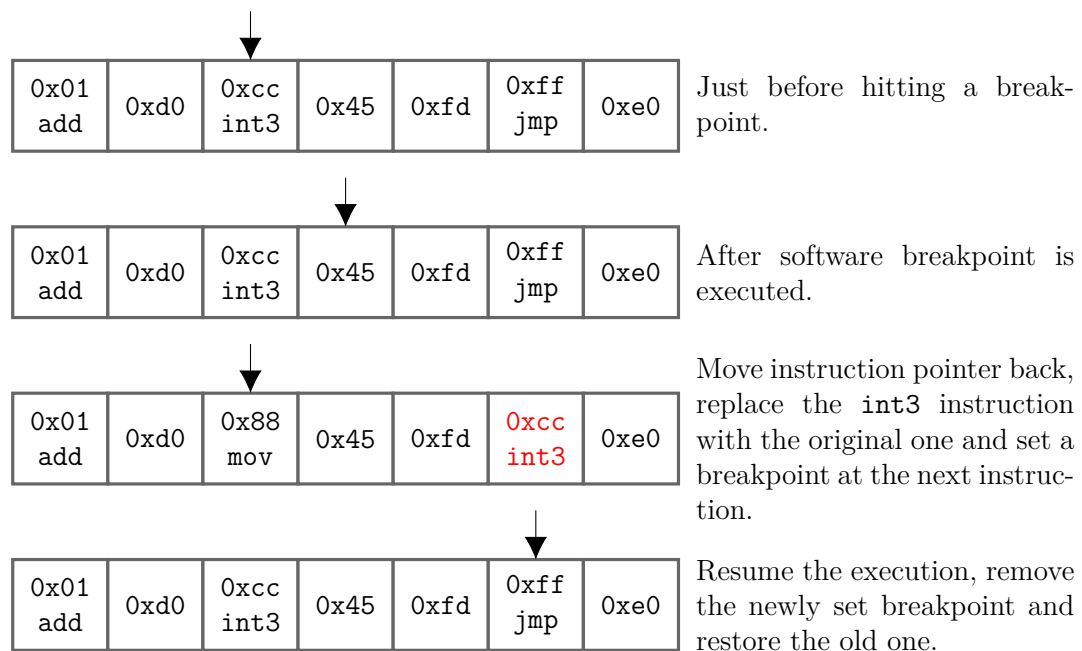 0x01 0xd0 0xcc 0x45 0xfd 0xff 0xe0
add int3 jmp
Just before hitting a break-
point.
0x01 0xd0 0xcc 0x45 0xfd 0xff 0xe0
add int3 jmp
After software breakpoint is
executed.
0x01 0xd0 0x88 0x45 0xfd 0xcc 0xe0
add mov int3
Move instruction pointer back,
replace the int3 instruction
with the original one and set a
breakpoint at the next instruc-
tion.
0x01 0xd0 0xcc 0x45 0xfd 0xff 0xe0
add int3 jmp
Resume the execution, remove
the newly set breakpoint and
restore the old one.